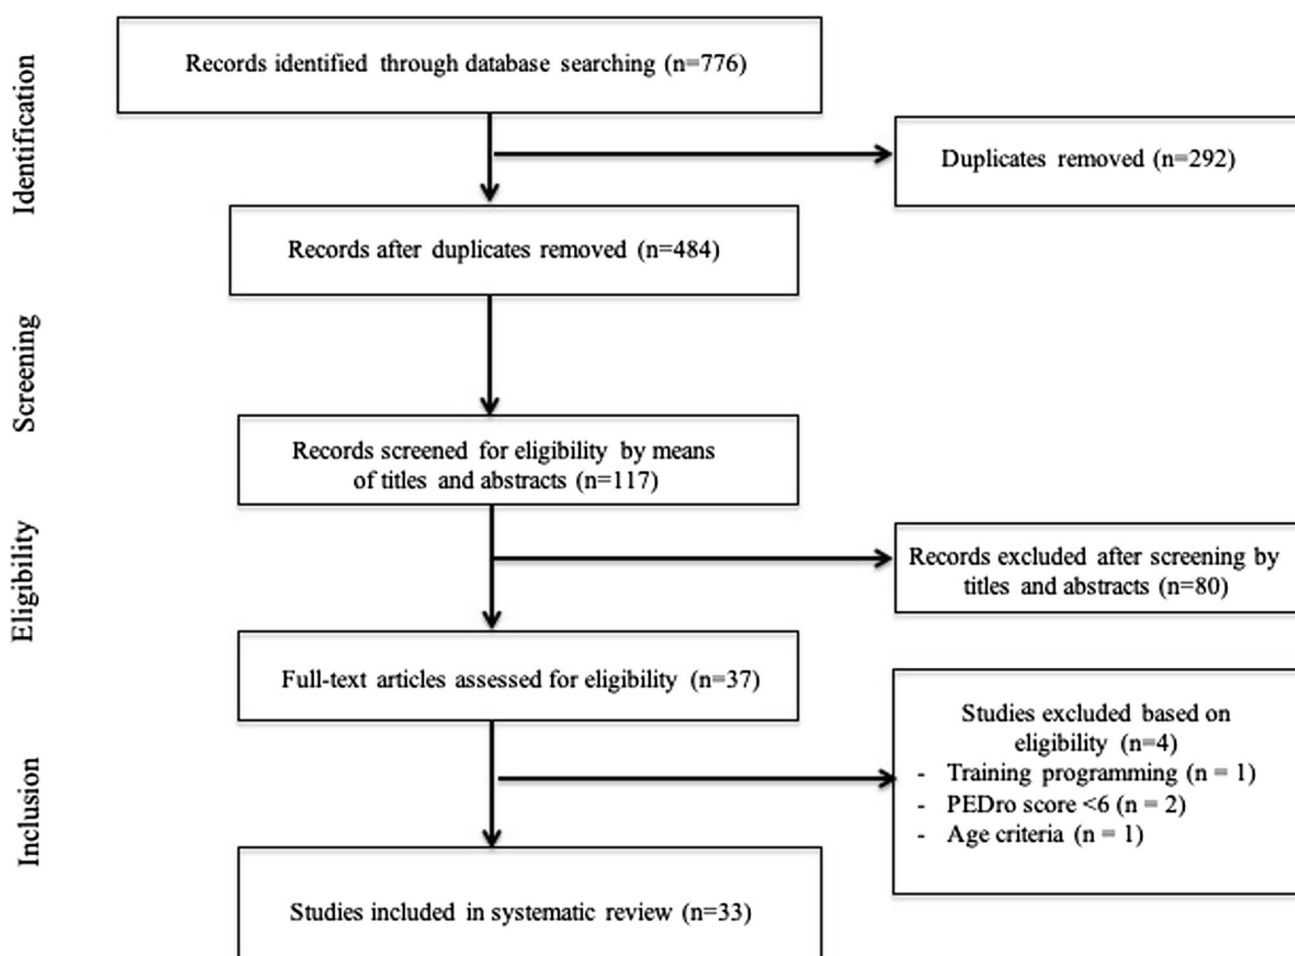 Identification
Records identified through database searching (n=776)
Duplicates removed (n=292)
Records after duplicates removed (n=484)
Screening
Records screened for eligibility by means
of titles and abstracts (n=117)
Eligibility
Records excluded after screening by
titles and abstracts (n=80)
Full-text articles assessed for eligibility (n=37)
Inclusion
Studies excluded based on
eligibility (n=4)
- Training programming (n = 1)
- PEDro score <6 (n = 2)
- Age criteria (n = 1)
Studies included in systematic review (n=33)